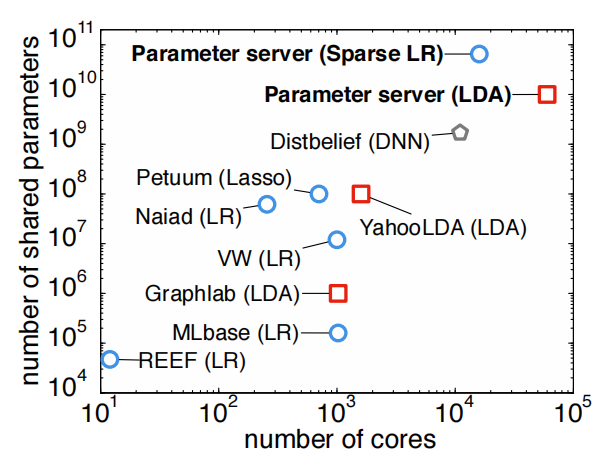 10^11
10^10
10^9
10^8
10^7
10^6
10^5
10^4
number of shared parameters
Parameter server (Sparse LR)
Parameter server (LDA)
Distbelief (DNN)
Petuum (Lasso)
Naiad (LR)
YahooLDA (LDA)
VW (LR)
Graphlab (LDA)
MLbase (LR)
REEF (LR)
10^1 10^2 10^3 10^4 10^5
number of cores